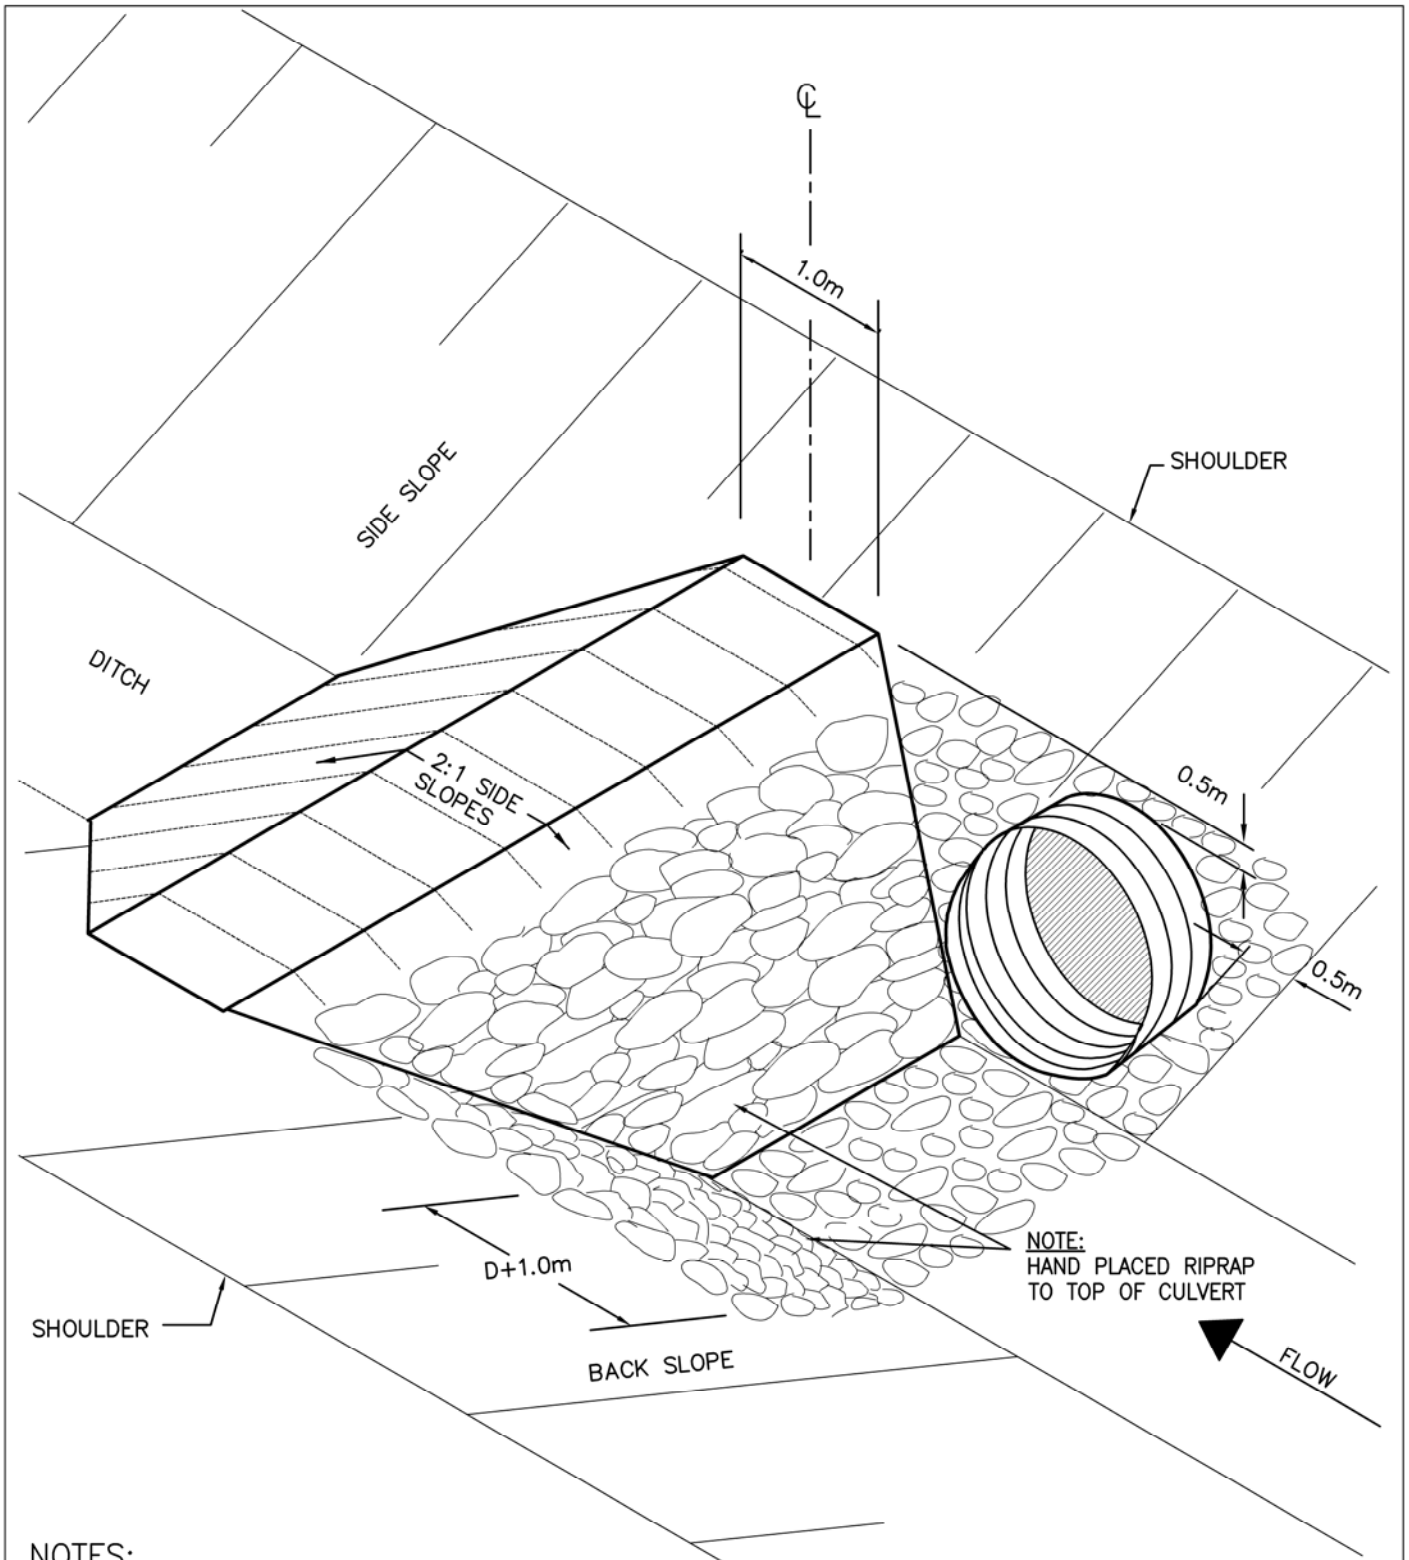 ℄
1.0m
SHOULDER
SIDE SLOPE
DITCH
2:1 SIDE
SLOPES
0.5m
0.5m
D+1.0m
NOTE:
HAND PLACED RIPRAP
TO TOP OF CULVERT
SHOULDER
BACK SLOPE
FLOW
NOTES: